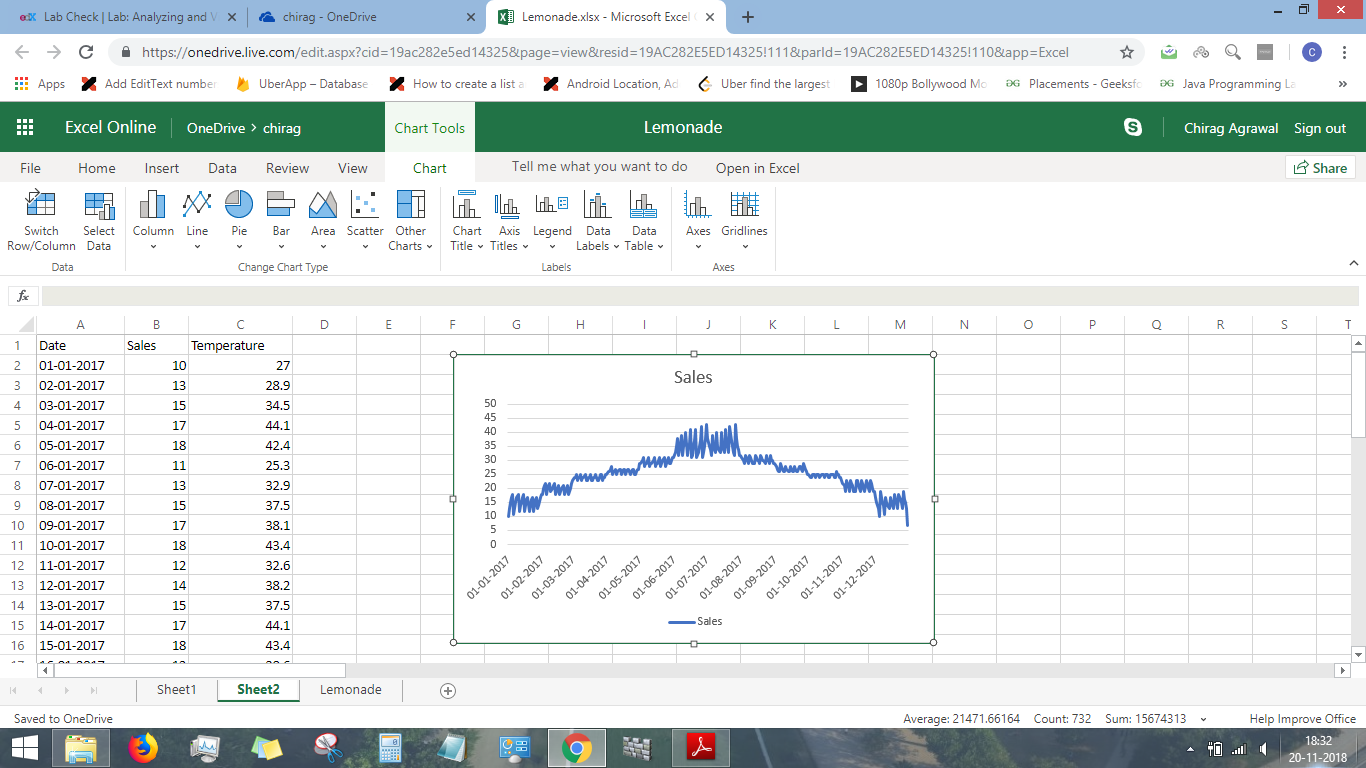 Lab Check | Lab: Analyzing and V
chirag - OneDrive
Lemonade.xlsx - Microsoft Excel
https://onedrive.live.com/edit.aspx?cid=19ac282e5ed14325&page=view&resid=19AC282E5ED14325!111&parId=19AC282E5ED14325!110&app=Excel
C
Apps Add EditText number UberApp – Database How to create a list a Android Location, Ad Uber find the largest 1080p Bollywood Mo Placements - Geeksfo Java Programming La
Excel Online OneDrive > chirag Chart Tools Lemonade Chirag Agrawal Sign out
File Home Insert Data Review View Chart Tell me what you want to do Open in Excel Share
Switch Row/Column Select Data Column Line Pie Bar Area Scatter Other Charts Chart Title Axis Titles Legend Data Labels Data Table Axes Gridlines
Data Change Chart Type Labels Axes
fx
A B C D E F G H I J K L M N O P Q R S T
1 Date Sales Temperature
2 01-01-2017 10 27
3 02-01-2017 13 28.9
4 03-01-2017 15 34.5
5 04-01-2017 17 44.1
6 05-01-2017 18 42.4
7 06-01-2017 11 25.3
8 07-01-2017 13 32.9
9 08-01-2017 15 37.5
10 09-01-2017 17 38.1
11 10-01-2017 18 43.4
12 11-01-2017 12 32.6
13 12-01-2017 14 38.2
14 13-01-2017 15 37.5
15 14-01-2017 17 44.1
16 15-01-2017 18 43.4
Sales
50
45
40
35
30
25
20
15
10
5
0
01-01-2017 01-02-2017 01-03-2017 01-04-2017 01-05-2017 01-06-2017 01-07-2017 01-08-2017 01-09-2017 01-10-2017 01-11-2017 01-12-2017
Sales
Sheet1 Sheet2 Lemonade
Saved to OneDrive Average: 21471.66164 Count: 732 Sum: 15674313 Help Improve Office
18:32
20-11-2018